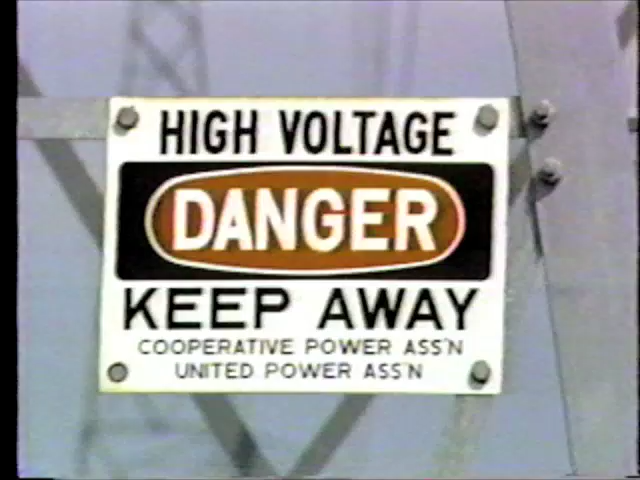 HIGH VOLTAGE
DANGER
KEEP AWAY
COOPERATIVE POWER ASS'N
UNITED POWER ASS'N